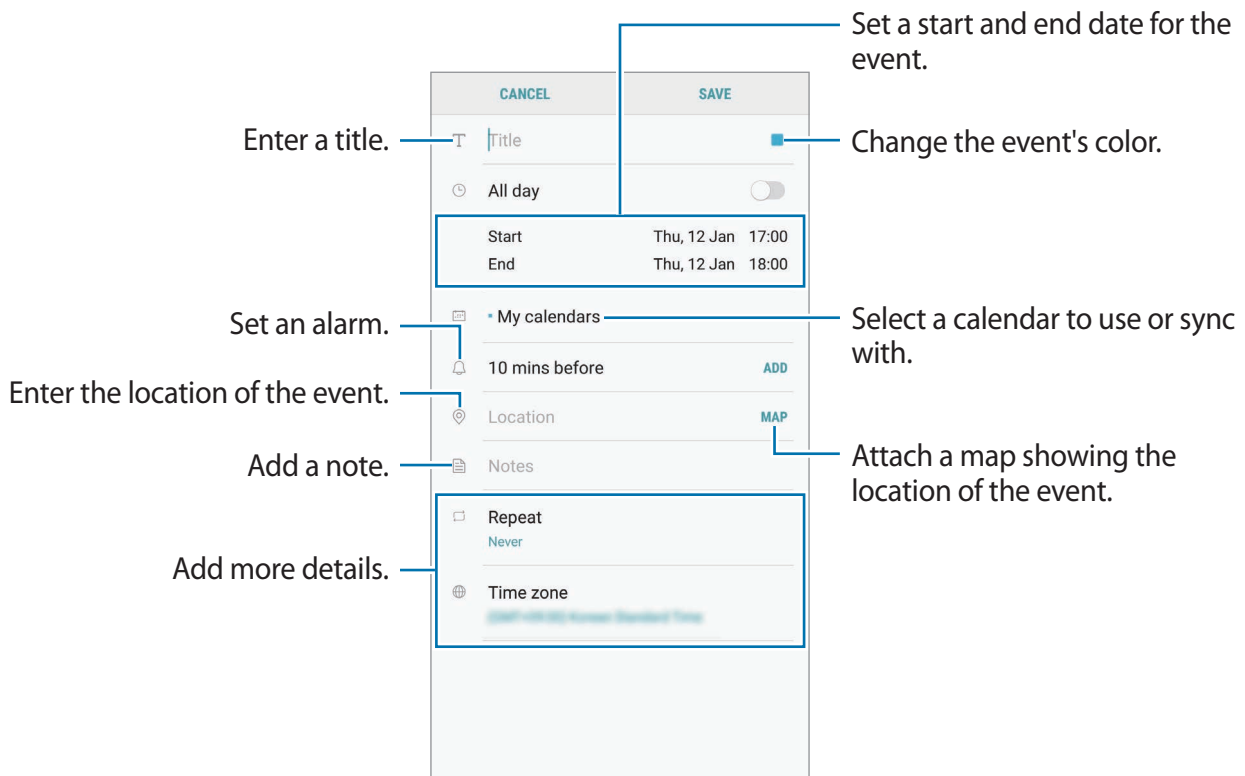 Set a start and end date for the
event.
CANCEL
SAVE
Enter a title.
Title
Change the event's color.
All day
Start
Thu, 12 Jan 17:00
End
Thu, 12 Jan 18:00
My calendars
Select a calendar to use or sync
with.
Set an alarm.
10 mins before
ADD
Enter the location of the event.
Location
MAP
Attach a map showing the
location of the event.
Add a note.
Notes
Add more details.
Repeat
Never
Time zone